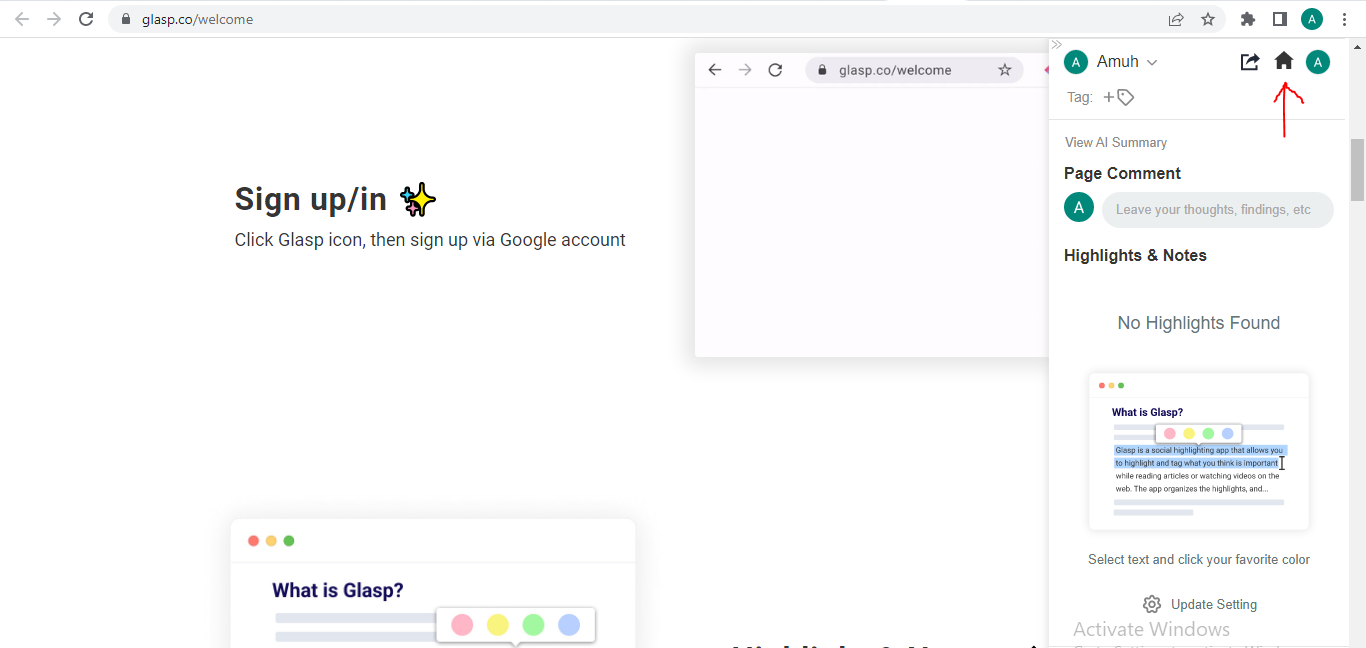 glasp.co/welcome
A
Sign up/in
Click Glasp icon, then sign up via Google account
glasp.co/welcome
What is Glasp?
A Amuh A
Tag: +
View AI Summary
Page Comment
A Leave your thoughts, findings, etc
Highlights & Notes
No Highlights Found
What is Glasp?
Glasp is a social highlighting app that allows you
to highlight and tag what you think is important
while reading articles or watching videos on the
web. The app organizes the highlights, and...
Select text and click your favorite color
Update Setting
Activate Windows